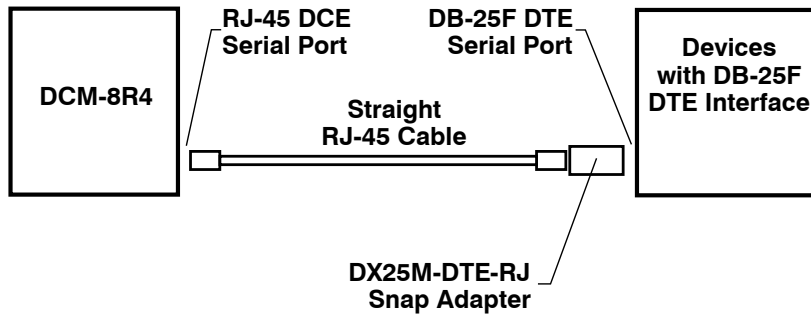 RJ-45 DCE
Serial Port
DB-25F DTE
Serial Port
DCM-8R4
Devices
with DB-25F
DTE Interface
Straight
RJ-45 Cable
DX25M-DTE-RJ
Snap Adapter